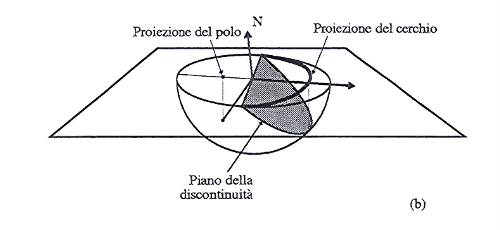 N
Proiezione del polo
Proiezione del cerchio
Piano della
discontinuità
(b)